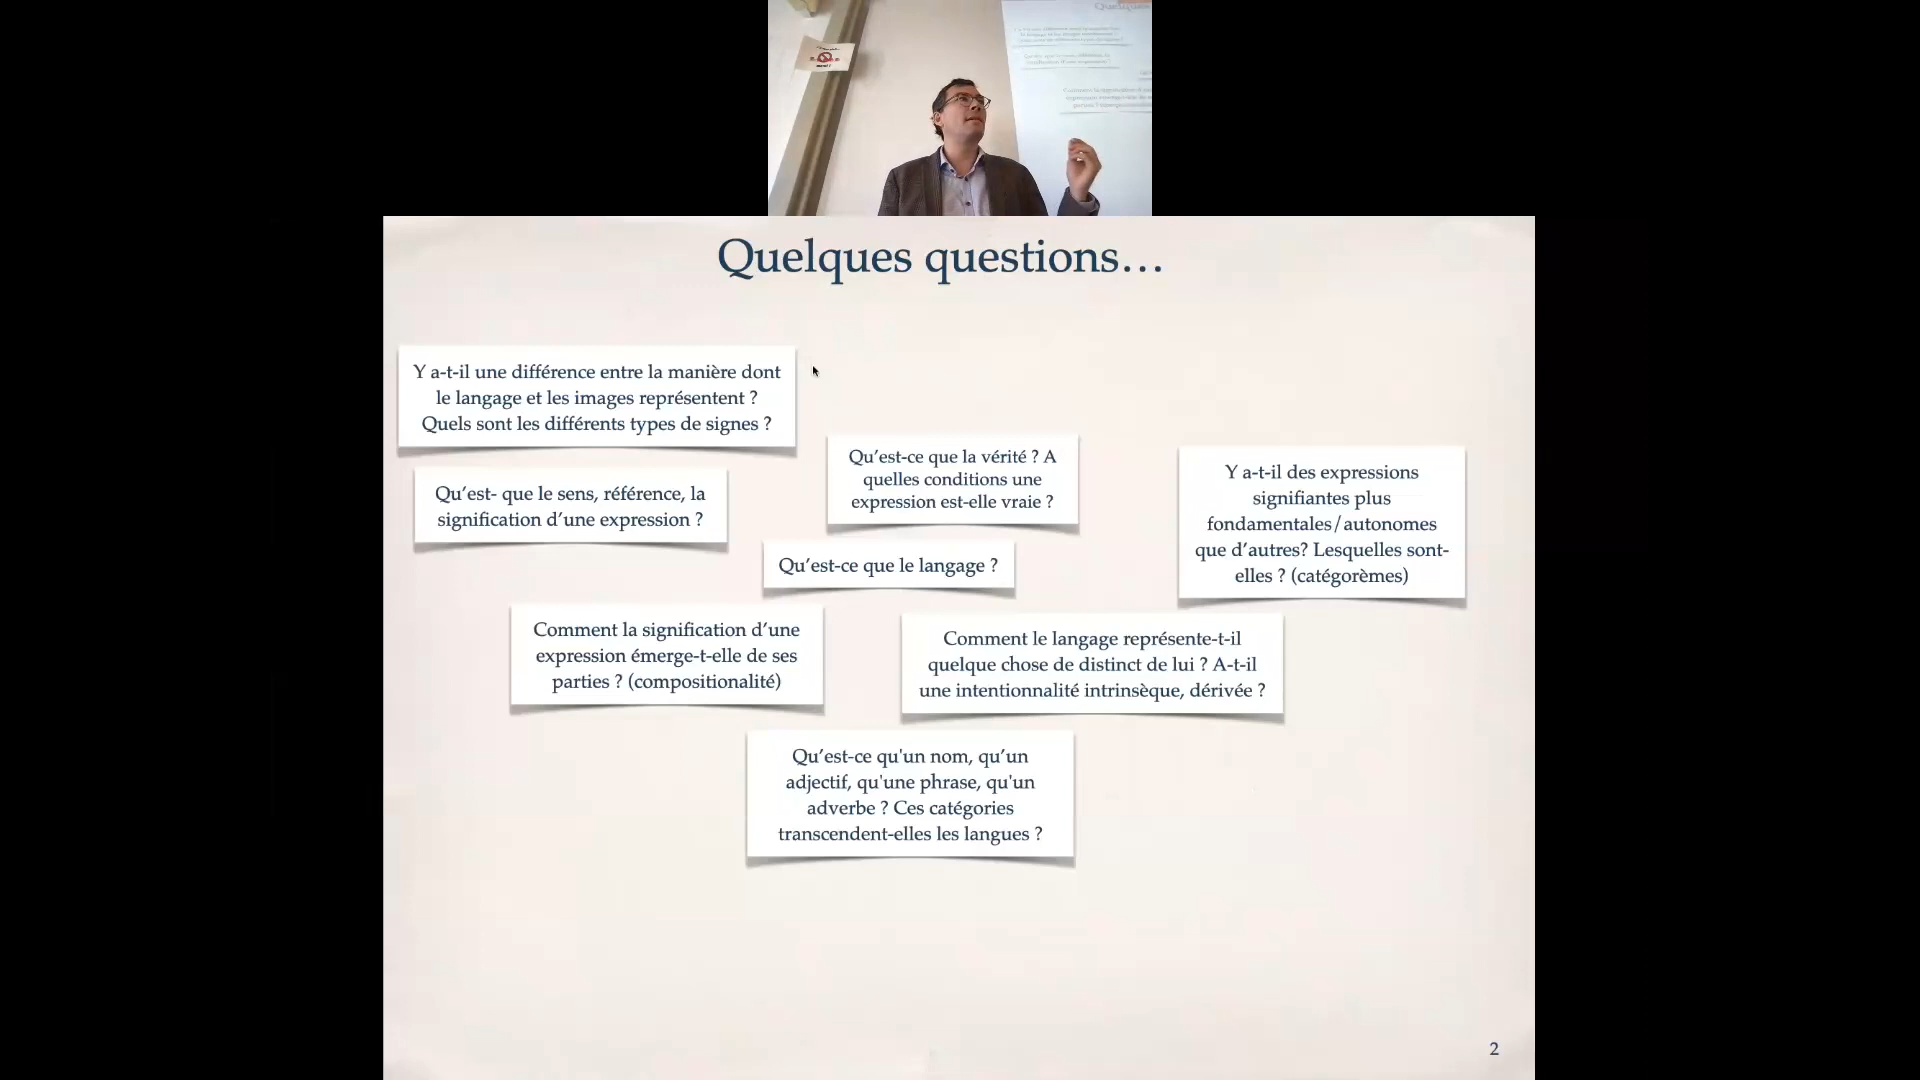 Quelques questions…
Y a-t-il une différence entre la manière dont
le langage et les images représentent ?
Quels sont les différents types de signes ?
Qu’est- que le sens, référence, la
signification d’une expression ?
Qu’est-ce que la vérité ? A
quelles conditions une
expression est-elle vraie ?
Y a-t-il des expressions
signifiantes plus
fondamentales/autonomes
que d’autres? Lesquelles sont-
elles ? (catégorèmes)
Qu’est-ce que le langage ?
Comment la signification d’une
expression émerge-t-elle de ses
parties ? (compositionalité)
Comment le langage représente-t-il
quelque chose de distinct de lui ? A-t-il
une intentionnalité intrinsèque, dérivée ?
Qu’est-ce qu'un nom, qu’un
adjectif, qu'une phrase, qu'un
adverbe ? Ces catégories
transcendent-elles les langues ?
2